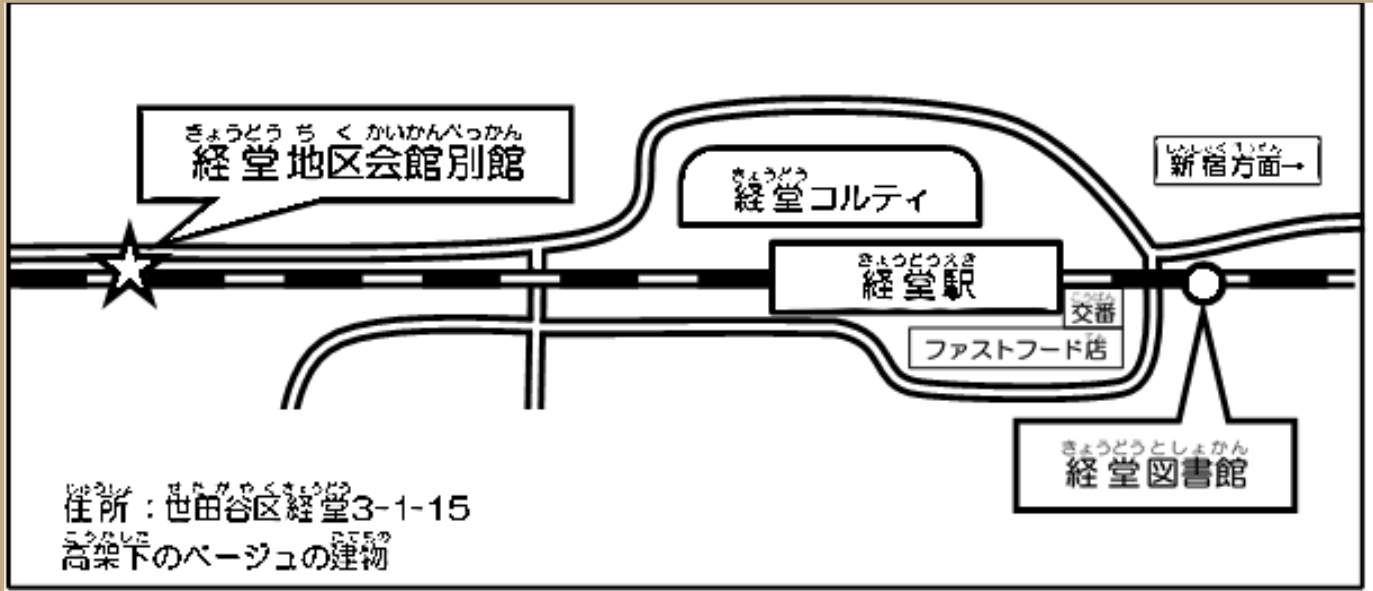 きょうどうちくかいかんべっかん
経堂地区会館別館
きょうどう
経堂コルティ
しんじゅくほうめん
新宿方面→
きょうどうえき
経堂駅
こうばん
交番
てん
ファストフード店
きょうどうとしょかん
経堂図書館
じゅうしょ せたがやくきょうどう
住所：世田谷区経堂3-1-15
こうかした たてもの
高架下のベージュの建物